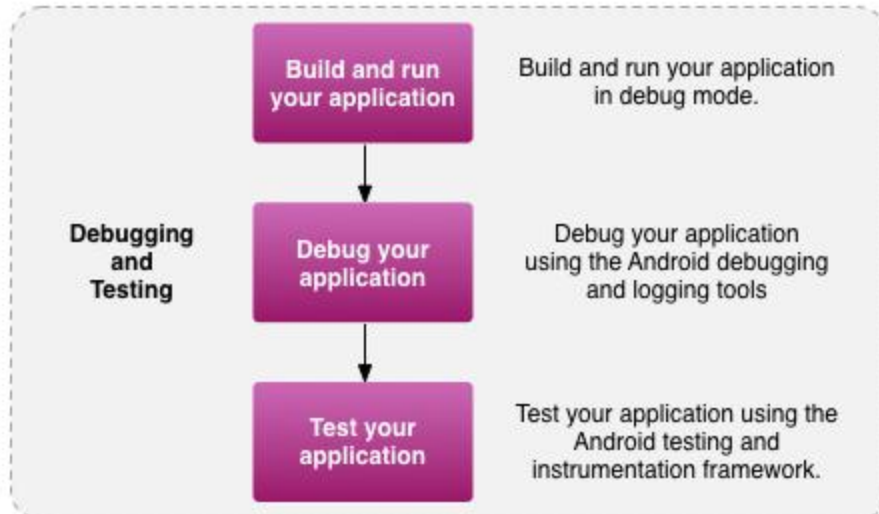 Build and run
your application
Build and run your application
in debug mode.
Debugging
and
Testing
Debug your
application
Debug your application
using the Android debugging
and logging tools
Test your
application
Test your application using the
Android testing and
instrumentation framework.